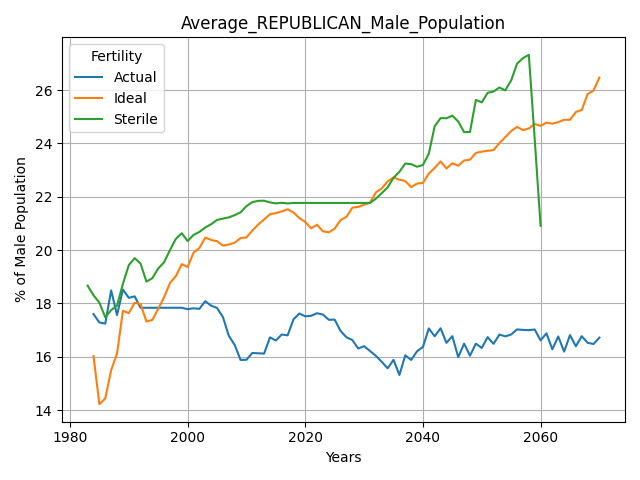 Average_REPUBLICAN_Male_Population
Fertility
Actual
Ideal
Sterile
% of Male Population
26
24
22
20
18
16
14
1980
2000
2020
2040
2060
Years